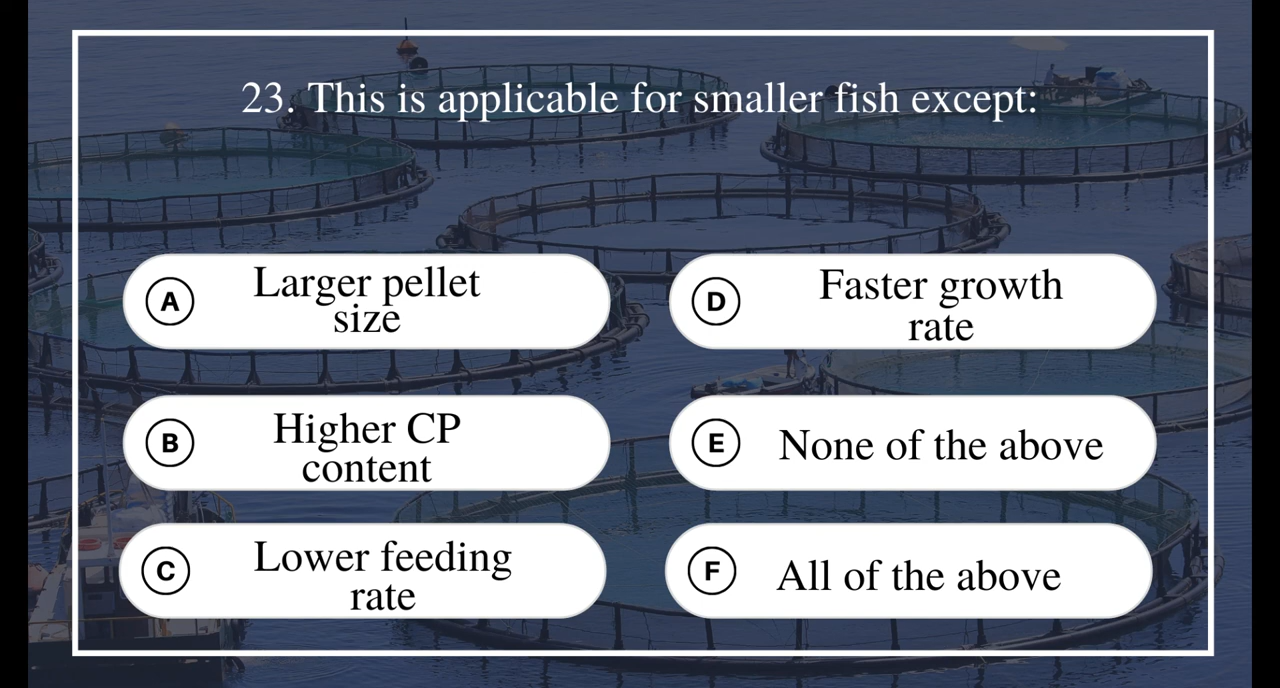 23. This is applicable for smaller fish except:
A
Larger pellet
size
B
Higher CP
content
C
Lower feeding
rate
D
Faster growth
rate
E
None of the above
F
All of the above